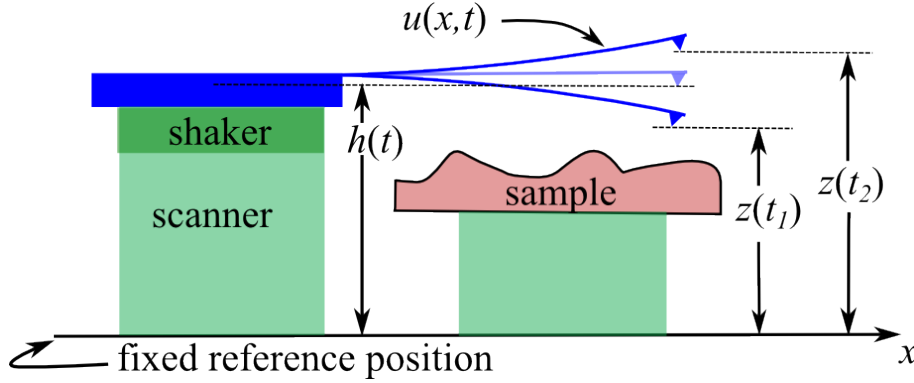 u(x,t)
shaker
h(t)
scanner
sample
z(t₁)
z(t₂)
x
fixed reference position